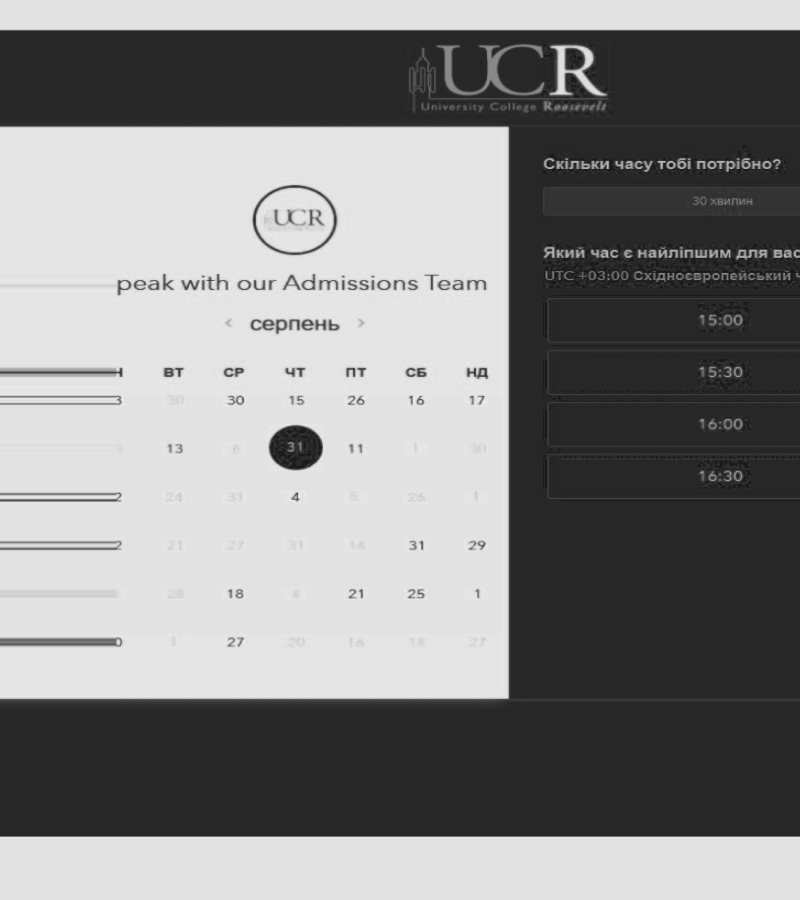 UCR
University College Roosevelt
UCR
peak with our Admissions Team
< серпень >
ВТ СР ЧТ ПТ СБ НД
3 30 30 15 26 16 17
13 6 31 11 1 30
2 24 31 4 5 26 1
2 21 27 31 14 31 29
28 18 4 21 25 1
0 1 27 20 16 18 27
Скільки часу тобі потрібно?
30 хвилин
Який час є найліпшим для вас
UTC +03:00 Східноєвропейський ч
15:00
15:30
16:00
16:30